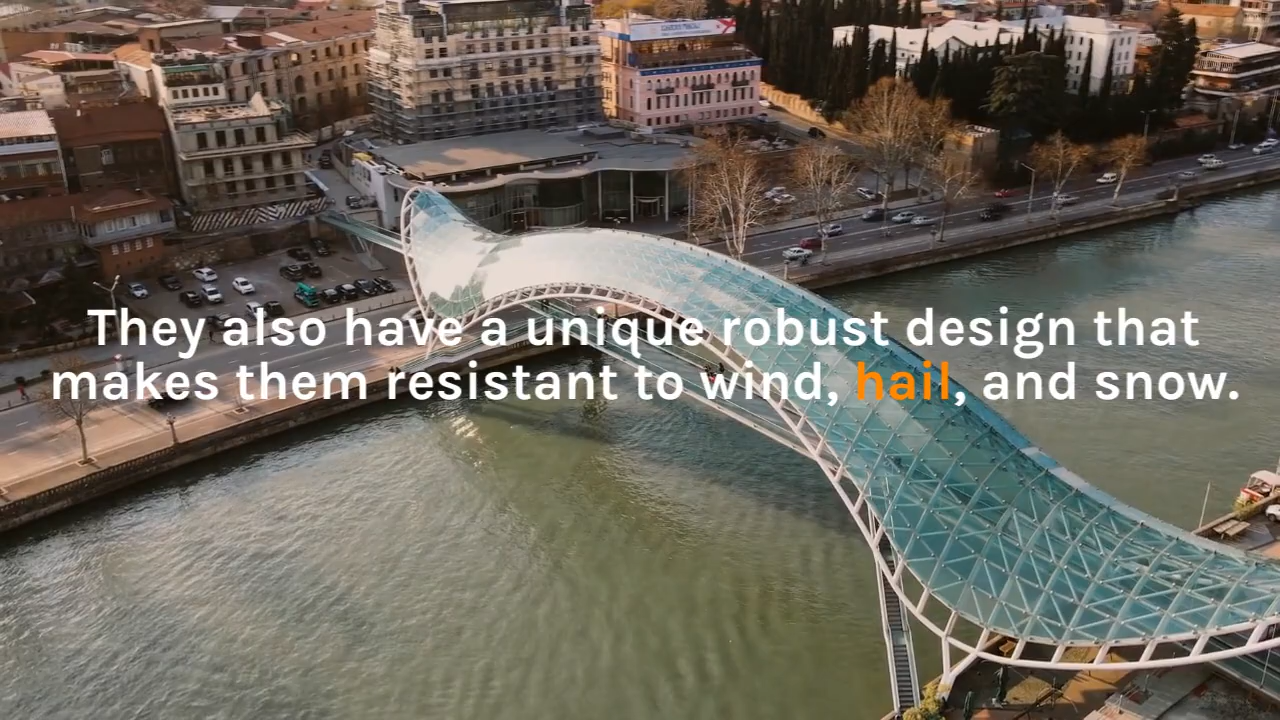 They also have a unique robust design that
makes them resistant to wind, hail, and snow.